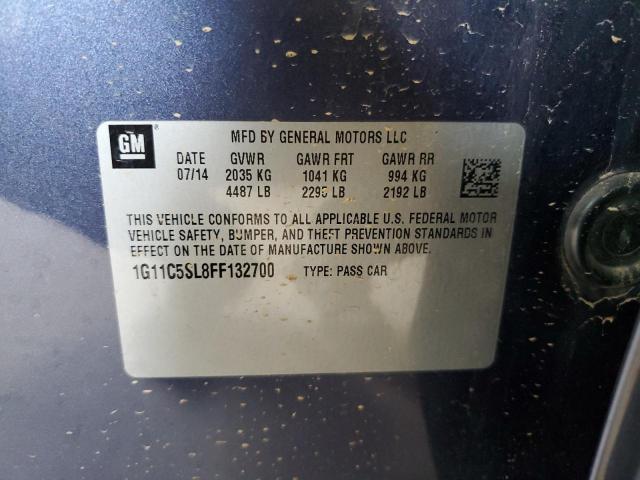 GM
MFD BY GENERAL MOTORS LLC
DATE GVWR GAWR FRT GAWR RR
07/14 2035 KG 1041 KG 994 KG
4487 LB 2295 LB 2192 LB
THIS VEHICLE CONFORMS TO ALL APPLICABLE U.S. FEDERAL MOTOR
VEHICLE SAFETY, BUMPER, AND THEFT PREVENTION STANDARDS IN
EFFECT ON THE DATE OF MANUFACTURE SHOWN ABOVE.
1G11C5SL8FF132700 TYPE: PASS CAR